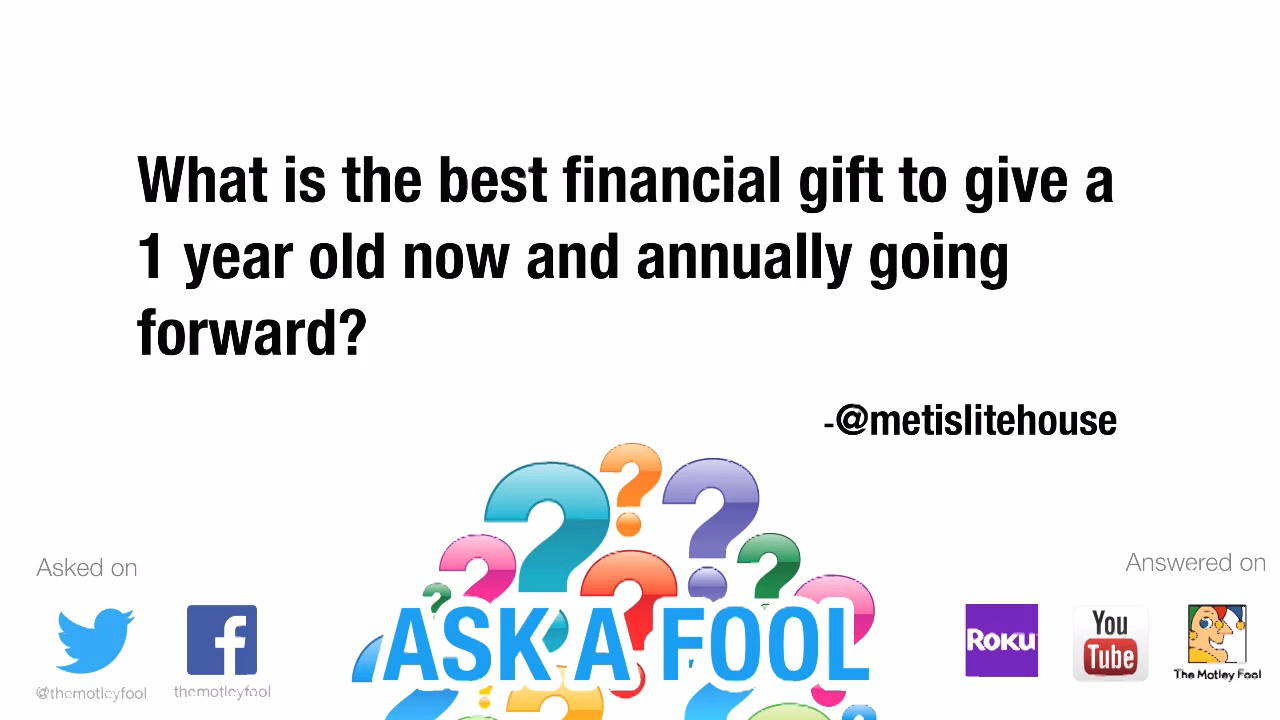 What is the best financial gift to give a
1 year old now and annually going
forward?
-@metislitehouse
Asked on
Answered on
ASK A FOOL
ROKU
You
Tube
The Motley Fool
@themotleyfool
themotleyfool